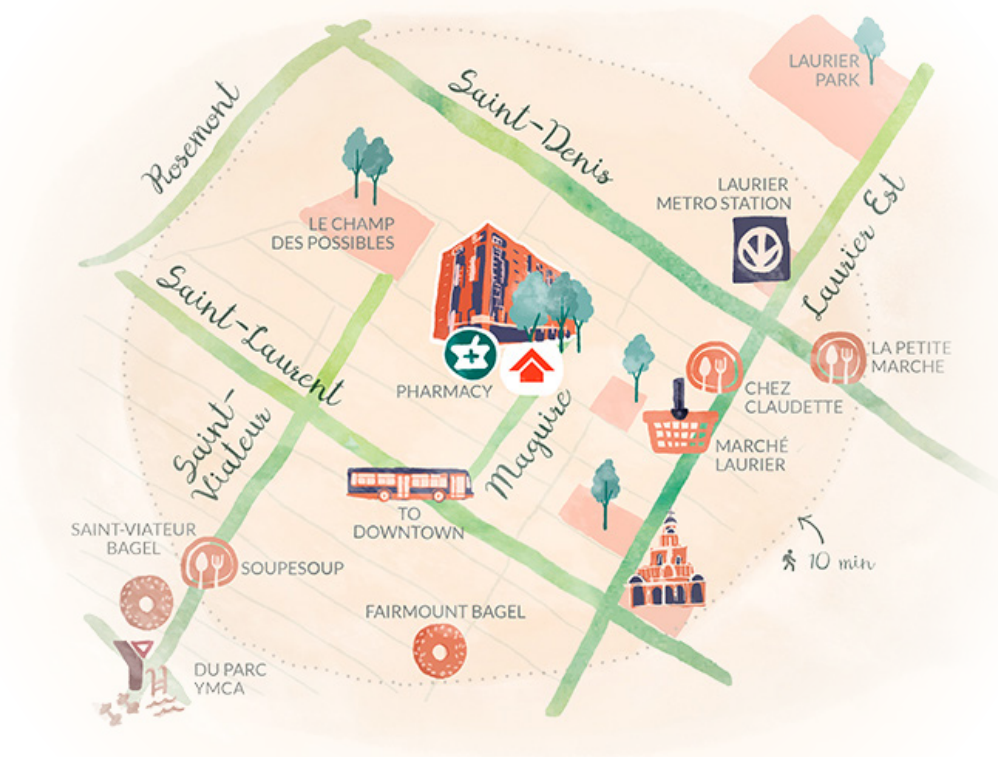 LAURIER
PARK
Rosemont
Saint-Denis
LAURIER
METRO STATION
Laurier Est
LE CHAMP
DES POSSIBLES
Saint-Laurent
PHARMACY
LA PETITE
MARCHE
CHEZ
CLAUDETTE
Maguire
Saint-
Viateur
MARCHÉ
LAURIER
TO
DOWNTOWN
SAINT-VIATEUR
BAGEL
SOUPESOUP
10 min
FAIRMOUNT BAGEL
DU PARC
YMCA